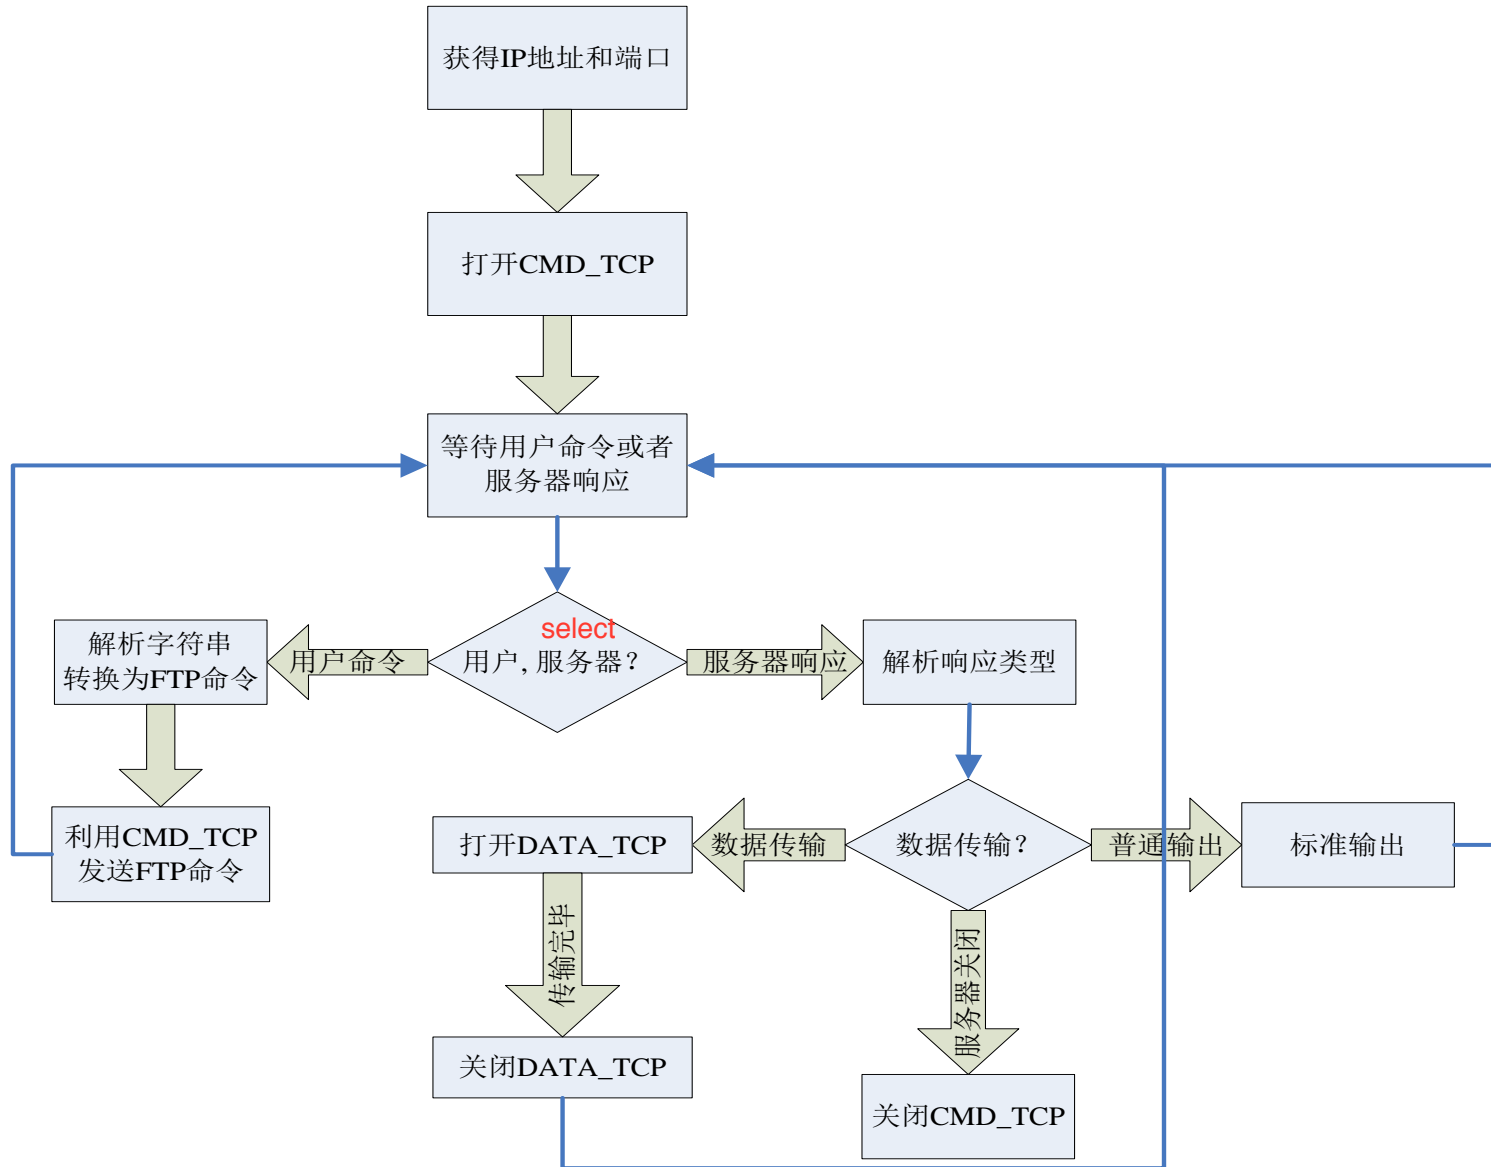 获得IP地址和端口
打开CMD_TCP
等待用户命令或者
服务器响应
select
用户, 服务器？
用户命令
服务器响应
解析字符串
转换为FTP命令
解析响应类型
利用CMD_TCP
发送FTP命令
打开DATA_TCP
数据传输
数据传输？
普通输出
标准输出
传输完毕
服务器关闭
关闭DATA_TCP
关闭CMD_TCP